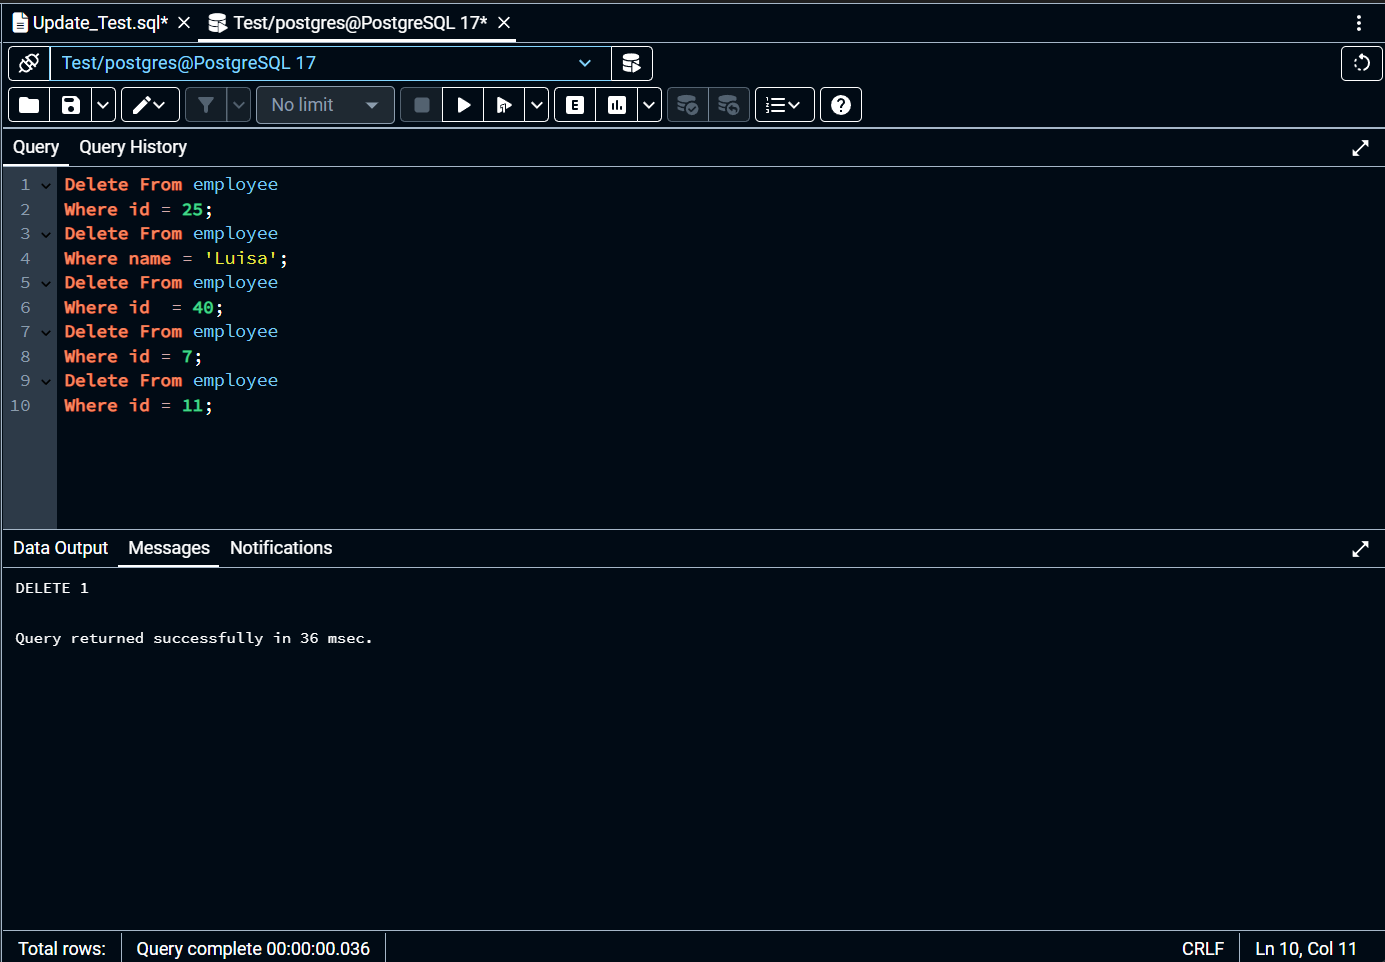 Update_Test.sql*
Test/postgres@PostgreSQL 17*
Test/postgres@PostgreSQL 17
No limit
E
Query Query History
1 Delete From employee
2 Where id = 25;
3 Delete From employee
4 Where name = 'Luisa';
5 Delete From employee
6 Where id  = 40;
7 Delete From employee
8 Where id = 7;
9 Delete From employee
10 Where id = 11;
Data Output Messages Notifications
DELETE 1
Query returned successfully in 36 msec.
Total rows: Query complete 00:00:00.036 CRLF Ln 10, Col 11